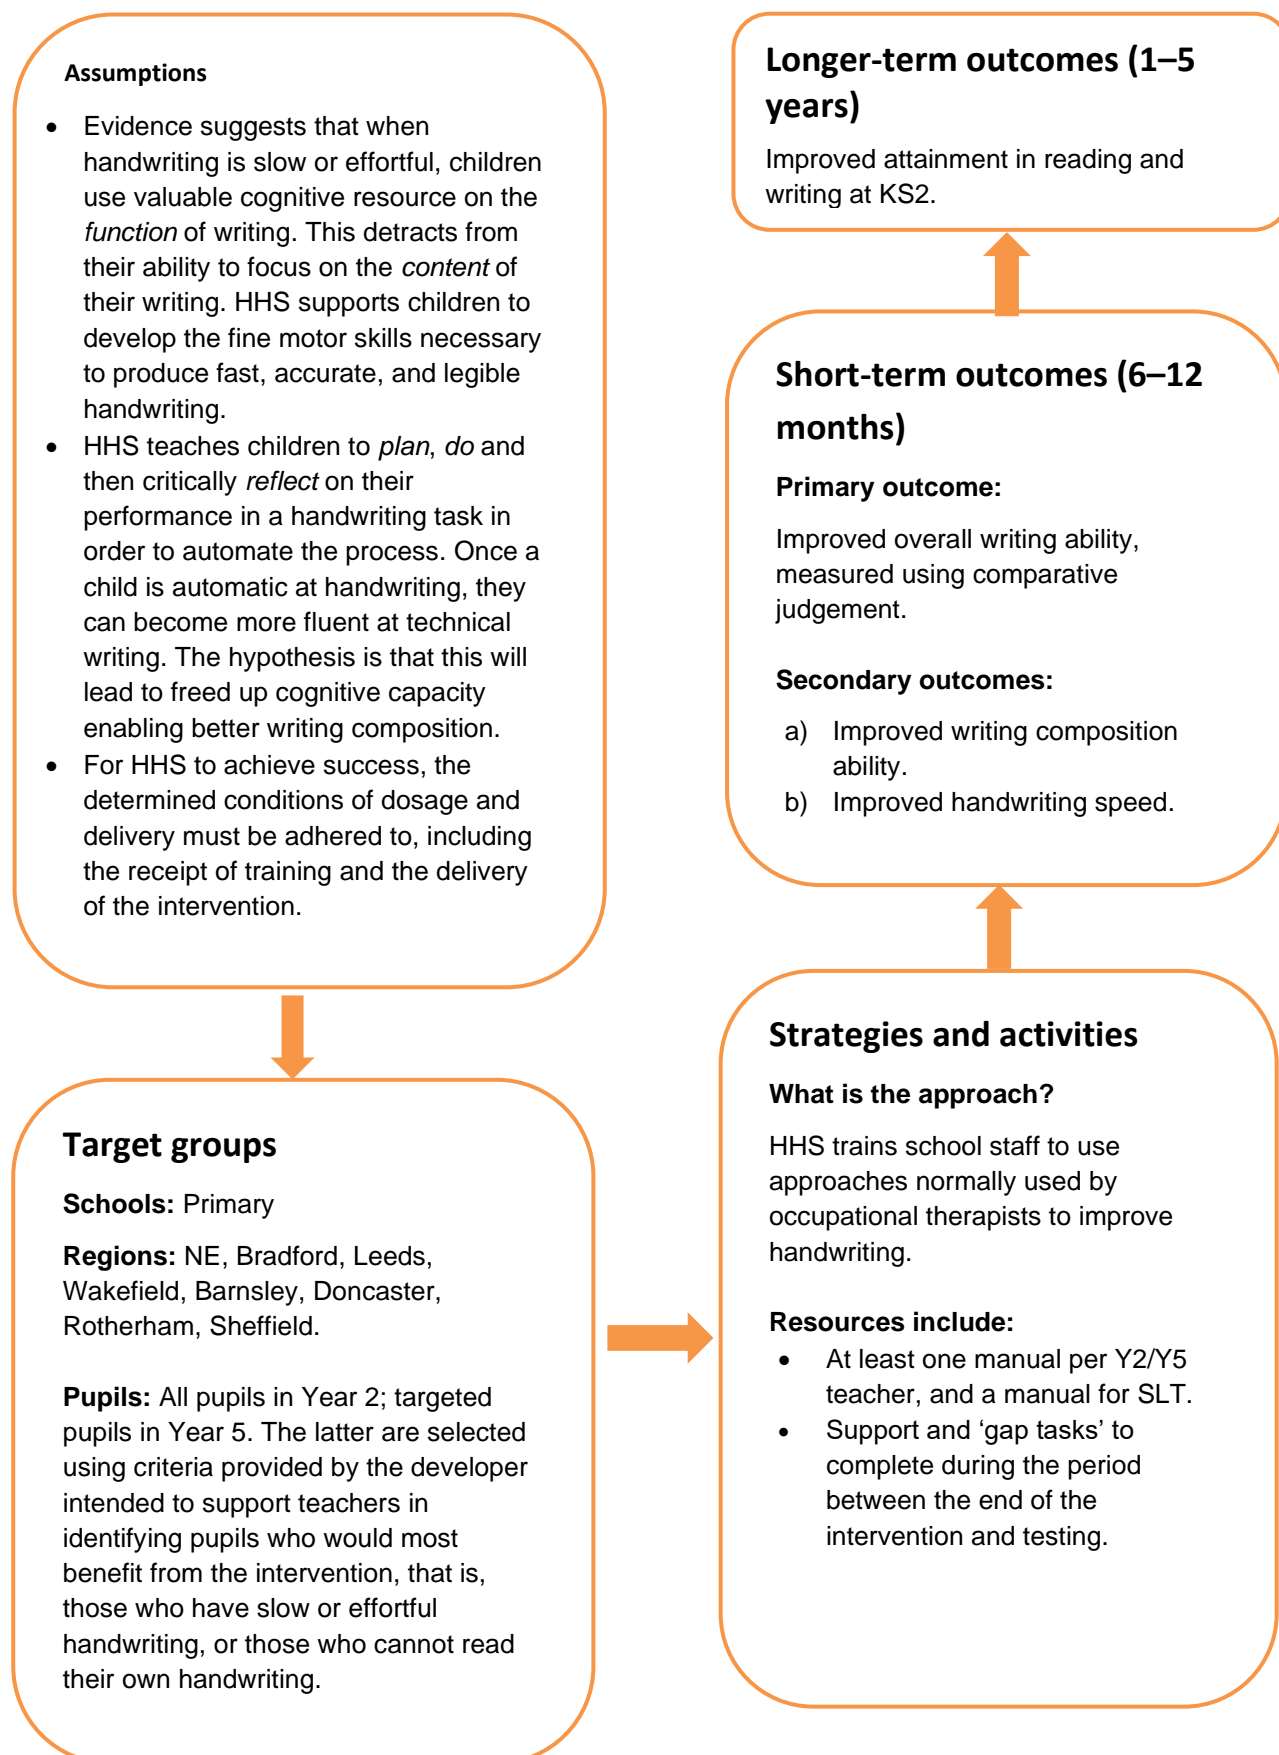 Assumptions
• Evidence suggests that when
handwriting is slow or effortful, children
use valuable cognitive resource on the
function of writing. This detracts from
their ability to focus on the content of
their writing. HHS supports children to
develop the fine motor skills necessary
to produce fast, accurate, and legible
handwriting.
• HHS teaches children to plan, do and
then critically reflect on their
performance in a handwriting task in
order to automate the process. Once a
child is automatic at handwriting, they
can become more fluent at technical
writing. The hypothesis is that this will
lead to freed up cognitive capacity
enabling better writing composition.
• For HHS to achieve success, the
determined conditions of dosage and
delivery must be adhered to, including
the receipt of training and the delivery
of the intervention.
Target groups
Schools: Primary
Regions: NE, Bradford, Leeds,
Wakefield, Barnsley, Doncaster,
Rotherham, Sheffield.
Pupils: All pupils in Year 2; targeted
pupils in Year 5. The latter are selected
using criteria provided by the developer
intended to support teachers in
identifying pupils who would most
benefit from the intervention, that is,
those who have slow or effortful
handwriting, or those who cannot read
their own handwriting.
Strategies and activities
What is the approach?
HHS trains school staff to use
approaches normally used by
occupational therapists to improve
handwriting.
Resources include:
• At least one manual per Y2/Y5
teacher, and a manual for SLT.
• Support and ‘gap tasks’ to
complete during the period
between the end of the
intervention and testing.
Short-term outcomes (6–12
months)
Primary outcome:
Improved overall writing ability,
measured using comparative
judgement.
Secondary outcomes:
a) Improved writing composition
ability.
b) Improved handwriting speed.
Longer-term outcomes (1–5
years)
Improved attainment in reading and
writing at KS2.